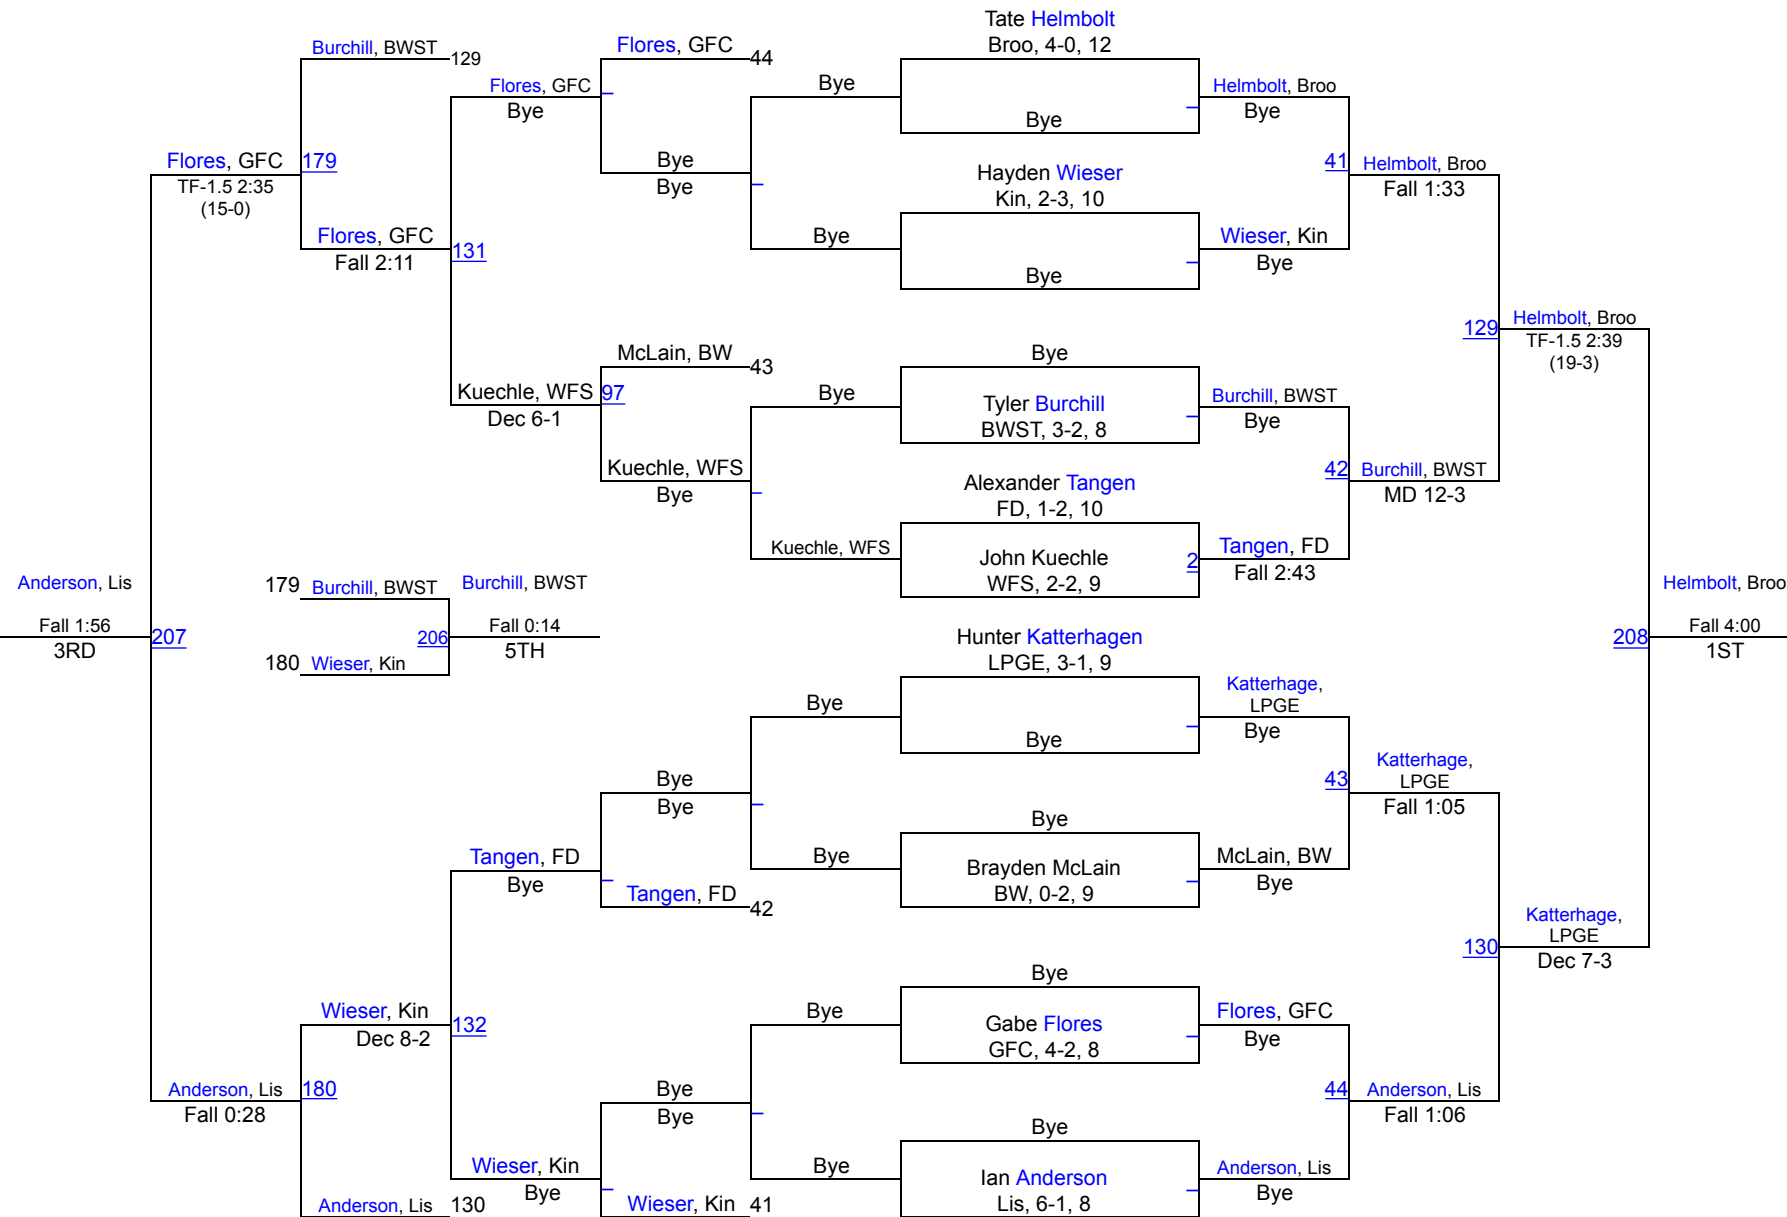 Tate Helmbolt
Broo, 4-0, 12
Burchill, BWST
129
Flores, GFC
44
Flores, GFC
Bye
Bye
Bye
Helmbolt, Broo
Bye
Flores, GFC
179
TF-1.5 2:35
(15-0)
Bye
Bye
Hayden Wieser
Kin, 2-3, 10
41
Helmbolt, Broo
Fall 1:33
Flores, GFC
Fall 2:11
131
Bye
Bye
Wieser, Kin
Bye
129
Helmbolt, Broo
TF-1.5 2:39
(19-3)
McLain, BW
43
Bye
Kuechle, WFS
97
Dec 6-1
Bye
Tyler Burchill
BWST, 3-2, 8
Burchill, BWST
Bye
Kuechle, WFS
Bye
Alexander Tangen
FD, 1-2, 10
42
Burchill, BWST
MD 12-3
Kuechle, WFS
John Kuechle
WFS, 2-2, 9
2
Tangen, FD
Fall 2:43
Anderson, Lis
Fall 1:56
3RD
207
179
Burchill, BWST
180
Wieser, Kin
206
Burchill, BWST
Fall 0:14
5TH
Helmbolt, Broo
208
Fall 4:00
1ST
Hunter Katterhagen
LPGE, 3-1, 9
Bye
Bye
Katterhage,
LPGE
Bye
Bye
Bye
43
Katterhage,
LPGE
Fall 1:05
Tangen, FD
Bye
Tangen, FD
42
Bye
Bye
Brayden McLain
BW, 0-2, 9
McLain, BW
Bye
130
Katterhage,
LPGE
Dec 7-3
Wieser, Kin
Dec 8-2
132
Bye
Bye
Gabe Flores
GFC, 4-2, 8
Flores, GFC
Bye
Anderson, Lis
Fall 0:28
180
Bye
Bye
44
Anderson, Lis
Fall 1:06
Bye
Wieser, Kin
Bye
Bye
Ian Anderson
Lis, 6-1, 8
Anderson, Lis
Bye
Anderson, Lis
130
Wieser, Kin
41